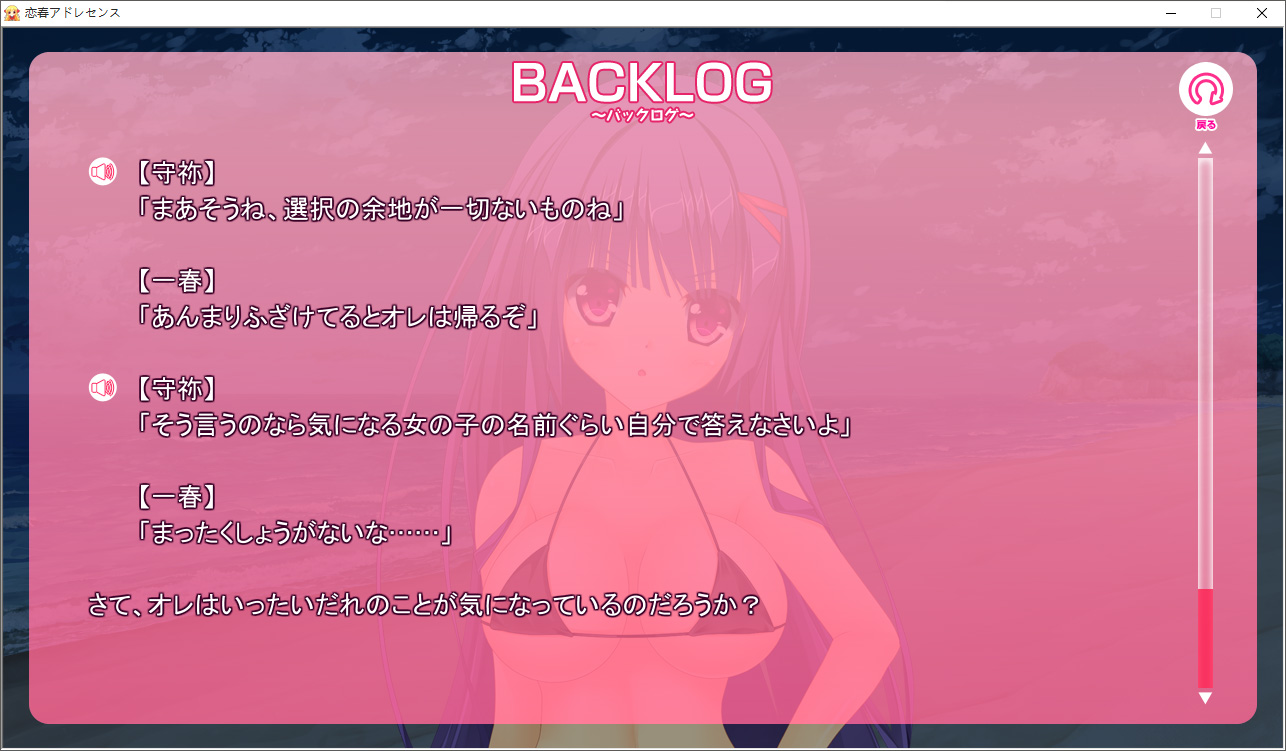 恋春アドレセンス
BACKLOG
～バックログ～
戻る
【守祢】
「まあそうね、選択の余地が一切ないものね」
【一春】
「あんまりふざけてるとオレは帰るぞ」
【守祢】
「そう言うのなら気になる女の子の名前ぐらい自分で答えなさいよ」
【一春】
「まったくしょうがないな……」
さて、オレはいったいだれのことが気になっているのだろうか？